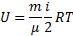 U = m/μ i/2 RT